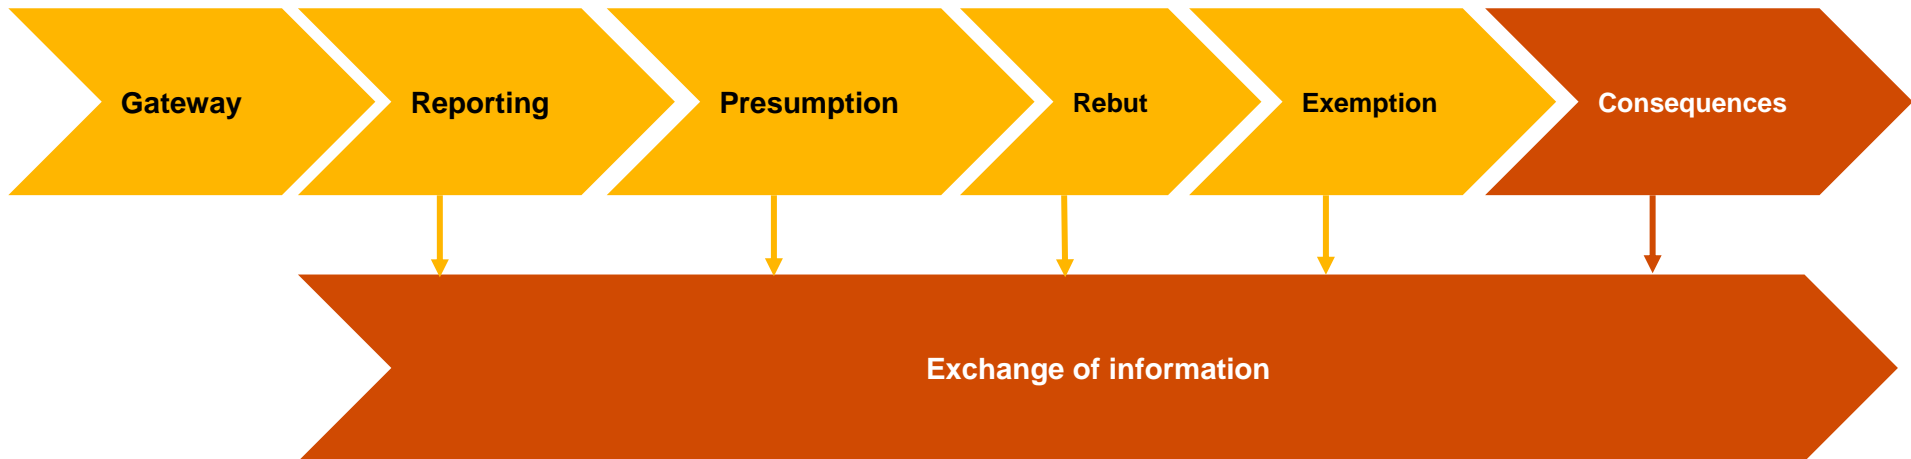 Gateway
Reporting
Presumption
Rebut
Exemption
Consequences
Exchange of information